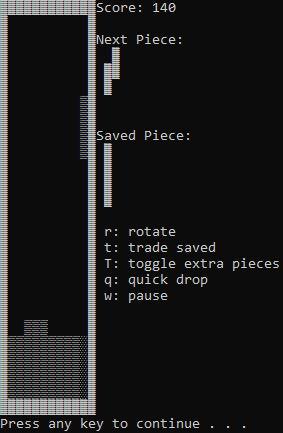 Score: 140
Next Piece:
Saved Piece:
r: rotate
t: trade saved
T: toggle extra pieces
q: quick drop
w: pause
Press any key to continue . . .